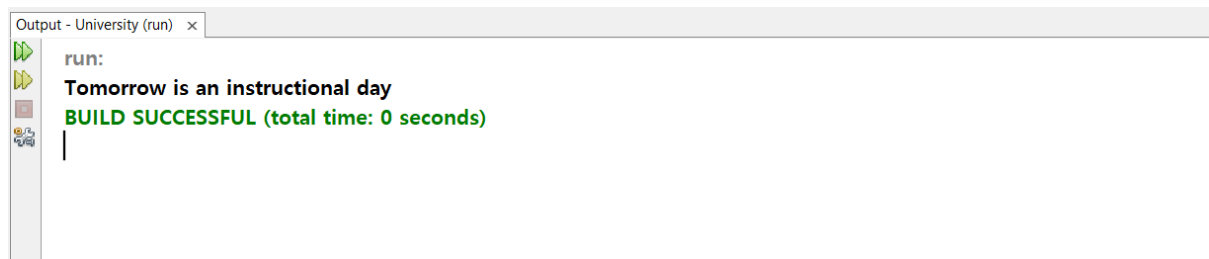 Output - University (run) ×
run:
Tomorrow is an instructional day
BUILD SUCCESSFUL (total time: 0 seconds)